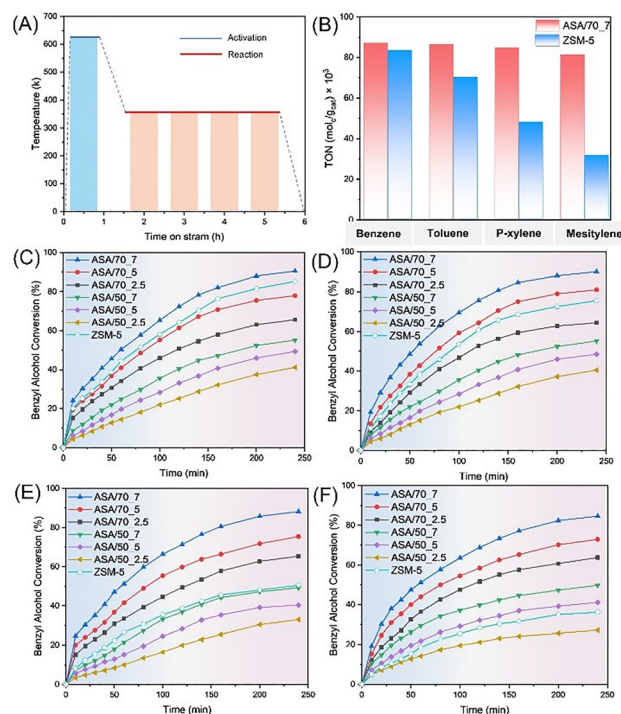 (A)
Activation
Reaction
Temperature (k)
700
600
500
400
300
200
100
0
0 1 2 3 4 5 6
Time on stram (h)
(B)
ASA/70_7
ZSM-5
TON (molc/gcat) × 10³
100
80
60
40
20
0
Benzene Toluene P-xylene Mesitylene
(C)
ASA/70_7
ASA/70_5
ASA/70_2.5
ASA/50_7
ASA/50_5
ASA/50_2.5
ZSM-5
Benzyl Alcohol Conversion (%)
100
80
60
40
20
0
0 50 100 150 200 250
Time (min)
(D)
ASA/70_7
ASA/70_5
ASA/70_2.5
ASA/50_7
ASA/50_5
ASA/50_2.5
ZSM-5
Benzyl Alcohol Conversion (%)
100
80
60
40
20
0
0 50 100 150 200 250
Time (min)
(E)
ASA/70_7
ASA/70_5
ASA/70_2.5
ASA/50_7
ASA/50_5
ASA/50_2.5
ZSM-5
Benzyl Alcohol Conversion (%)
100
80
60
40
20
0
0 50 100 150 200 250
Time (min)
(F)
ASA/70_7
ASA/70_5
ASA/70_2.5
ASA/50_7
ASA/50_5
ASA/50_2.5
ZSM-5
Benzyl Alcohol Conversion (%)
100
80
60
40
20
0
0 50 100 150 200 250
Time (min)